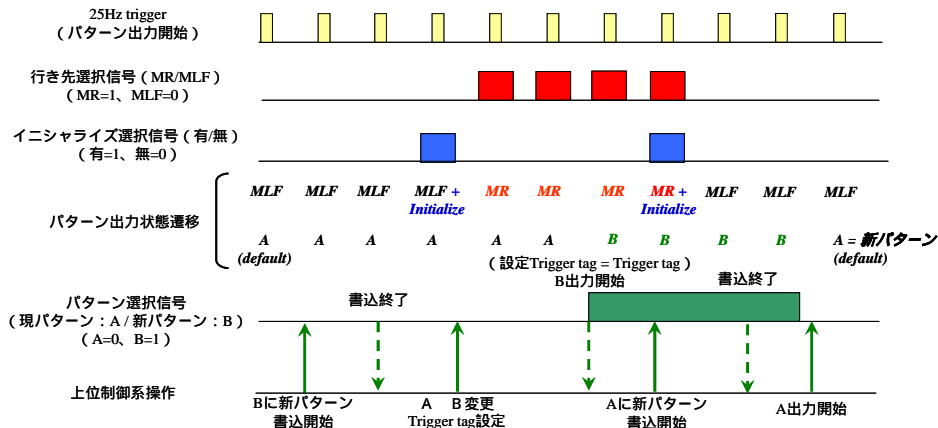 25Hz trigger
（パターン出力開始）
行き先選択信号（MR/MLF）
（MR=1、MLF=0）
イニシャライズ選択信号（有/無）
（有=1、無=0）
MLF MLF MLF MLF + MR MR MR MR + MLF MLF MLF
Initialize Initialize
パターン出力状態遷移
A A A A A A B B B B A = 新パターン
(default) (default)
（設定Trigger tag = Trigger tag）
B出力開始
書込終了
書込終了
パターン選択信号
（現パターン：A / 新パターン：B）
（A=0、B=1）
上位制御系操作
Bに新パターン
書込開始
A B変更
Trigger tag設定
Aに新パターン
書込開始
A出力開始